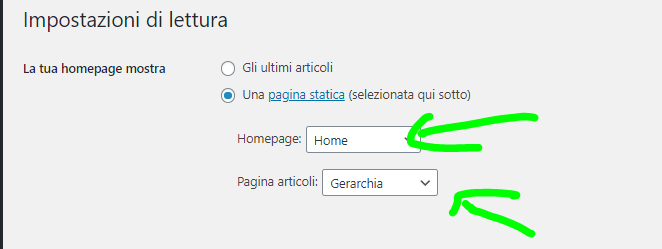 Impostazioni di lettura
La tua homepage mostra
Gli ultimi articoli
Una pagina statica (selezionata qui sotto)
Homepage: Home
Pagina articoli: Gerarchia